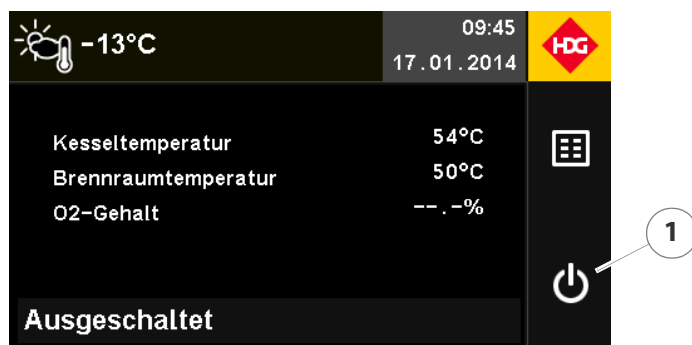 -13°C
09:45
17.01.2014
HDG
Kesseltemperatur 54°C
Brennraumtemperatur 50°C
O2-Gehalt --.-%
1
Ausgeschaltet